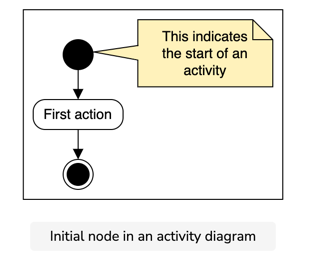 This indicates
the start of an
activity
First action
Initial node in an activity diagram